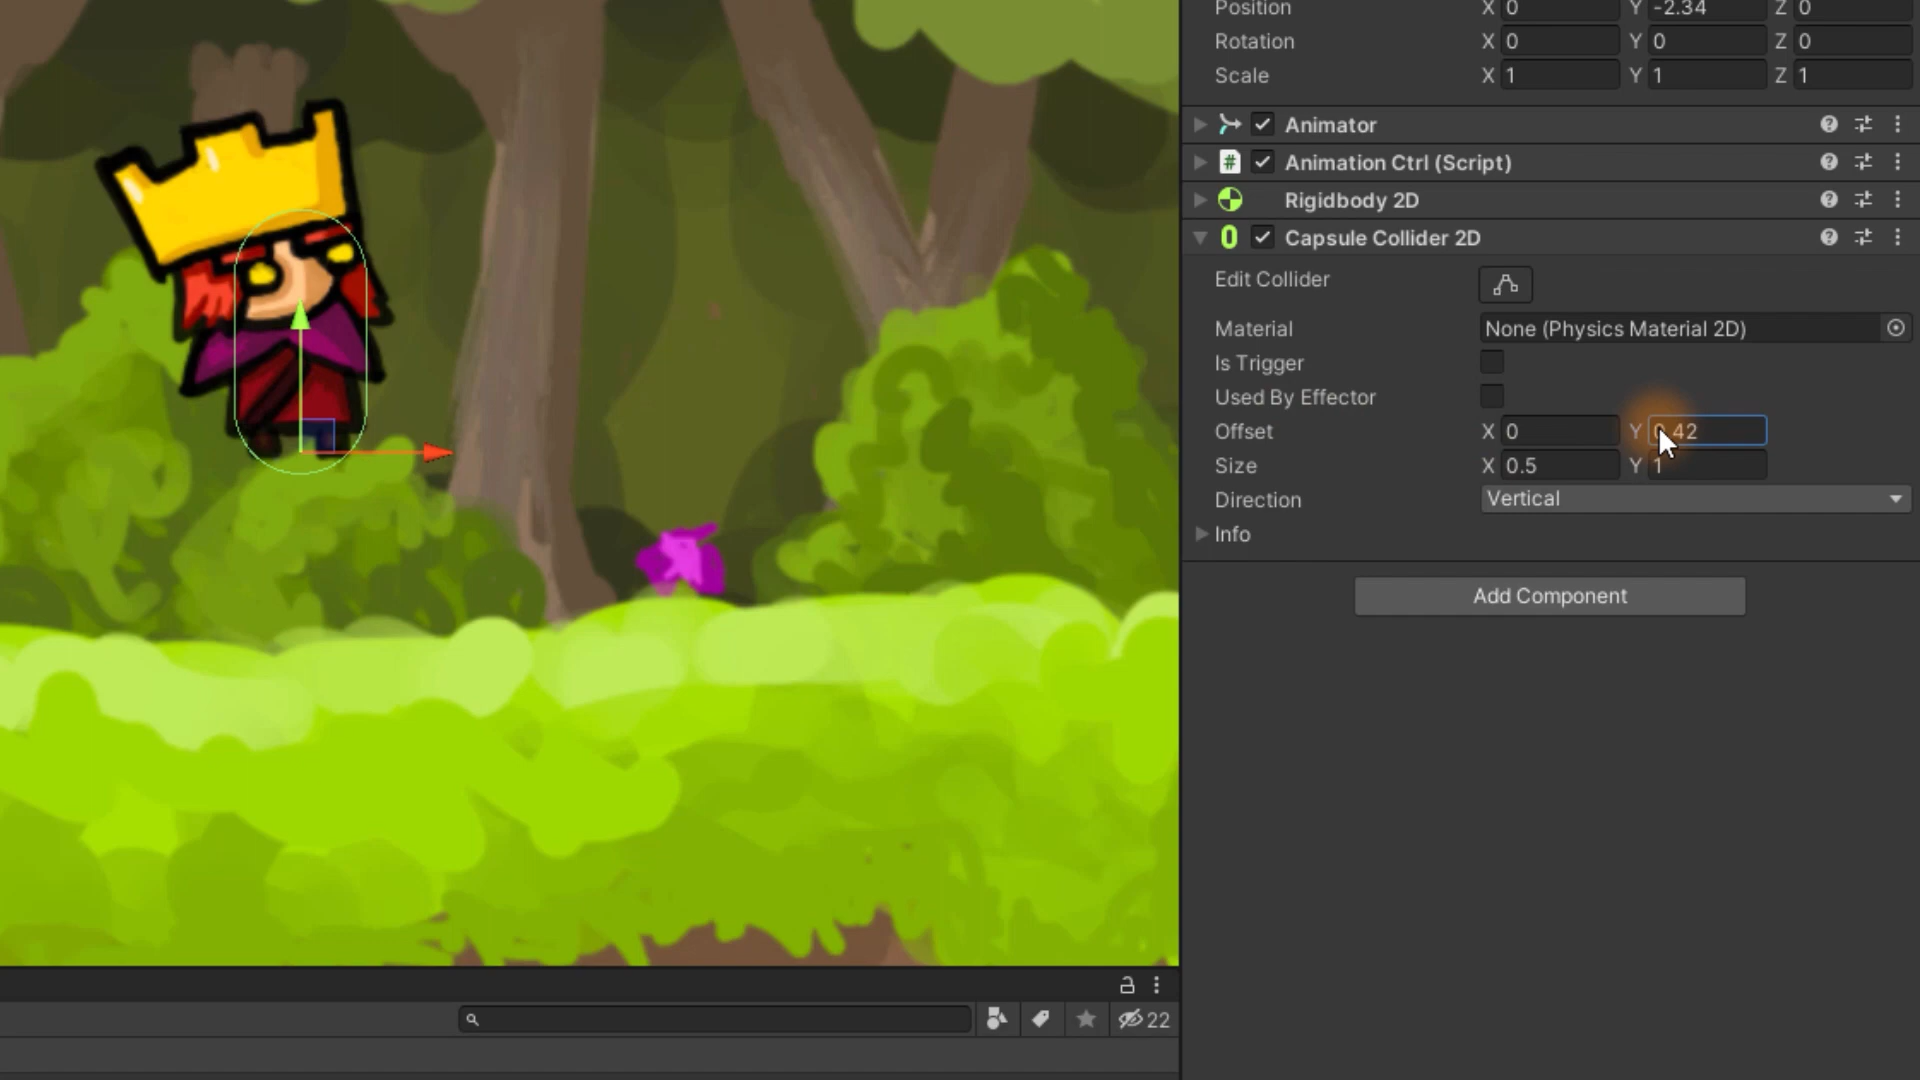 Position X 0 Y -2.34 Z 0
Rotation X 0 Y 0 Z 0
Scale X 1 Y 1 Z 1
Animator
# Animation Ctrl (Script)
Rigidbody 2D
Capsule Collider 2D
Edit Collider
Material None (Physics Material 2D)
Is Trigger
Used By Effector
Offset X 0 Y 0.42
Size X 0.5 Y 1
Direction Vertical
Info
Add Component
22